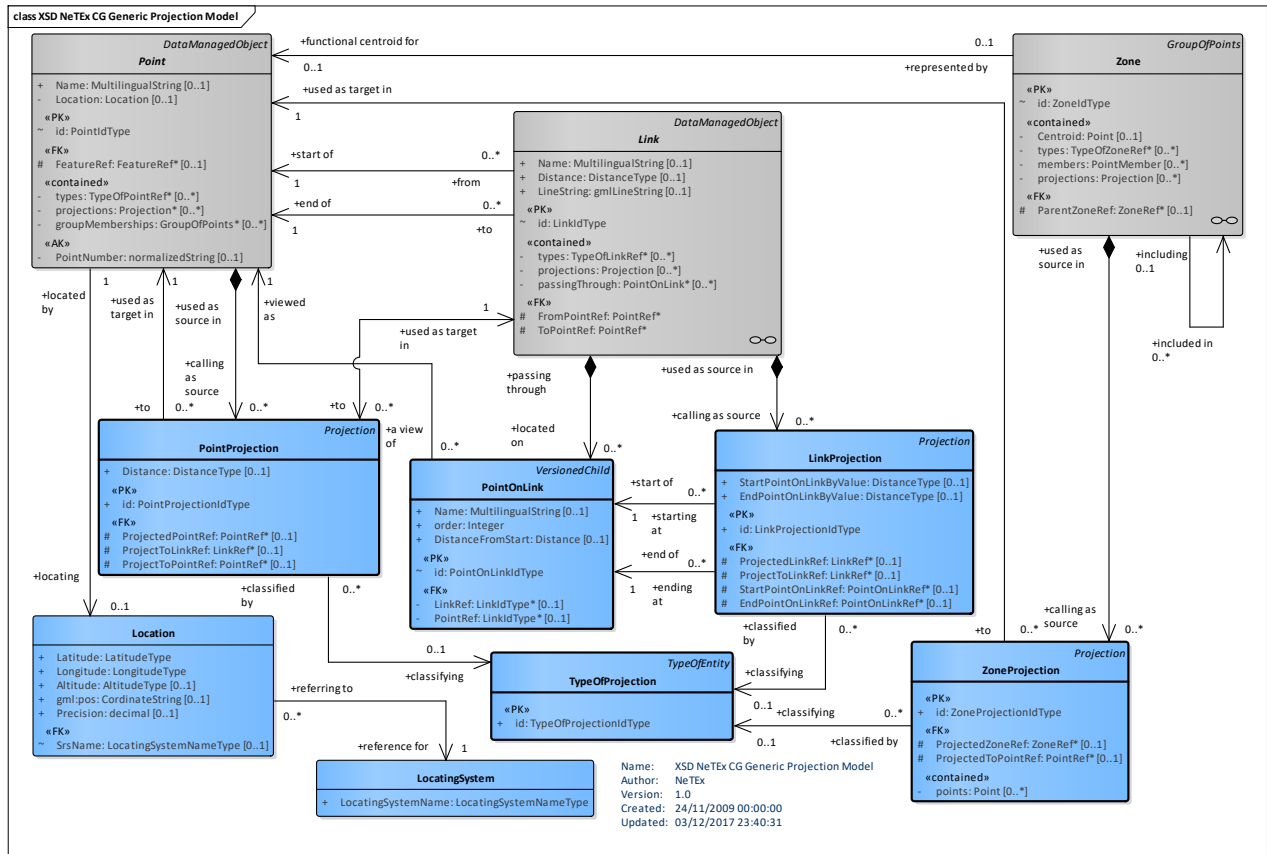 class XSD NeTEx CG Generic Projection Model
DataManagedObject
Point
+ Name: MultilingualString [0..1]
- Location: Location [0..1]
«PK»
~ id: PointIdType
«FK»
# FeatureRef: FeatureRef* [0..1]
«contained»
- types: TypeOfPointRef* [0..*]
- projections: Projection* [0..*]
- groupMemberships: GroupOfPoints* [0..*]
«AK»
- PointNumber: normalizedString [0..1]
+functional centroid for
0..1
0..1
+represented by
+used as target in
1
GroupOfPoints
Zone
«PK»
~ id: ZoneIdType
«contained»
- Centroid: Point [0..1]
- types: TypeOfZoneRef* [0..*]
- members: PointMember [0..*]
- projections: Projection [0..*]
«FK»
# ParentZoneRef: ZoneRef* [0..1]
DataManagedObject
Link
+ Name: MultilingualString [0..1]
+ Distance: DistanceType [0..1]
+ LineString: gmlLineString [0..1]
«PK»
~ id: LinkIdType
«contained»
- types: TypeOfLinkRef* [0..*]
- projections: Projection [0..*]
- passingThrough: PointOnLink* [0..*]
«FK»
# FromPointRef: PointRef*
# ToPointRef: PointRef*
+start of
0..*
1
+from
+end of
0..*
1
+to
+used as
source in
+including
0..1
+included in
0..*
+located
by
1
+used as
target in
+used as
source in
1
+viewed
as
1
+used as target
in
+calling
as
source
+passing
through
+used as source in
+to
0..*
0..*
+to
0..*
+a view
of
0..*
+located
on
0..*
+calling as source
0..*
Projection
PointProjection
+ Distance: DistanceType [0..1]
«PK»
+ id: PointProjectionIdType
«FK»
# ProjectedPointRef: PointRef* [0..1]
# ProjectToLinkRef: LinkRef* [0..1]
# ProjectToPointRef: PointRef* [0..1]
VersionedChild
PointOnLink
+ Name: MultilingualString [0..1]
+ order: Integer
+ DistanceFromStart: Distance [0..1]
«PK»
~ id: PointOnLinkIdType
«FK»
- LinkRef: LinkIdType* [0..1]
- PointRef: LinkIdType* [0..1]
+start of
0..*
1
+starting
at
+end of
0..*
1
+ending
at
Projection
LinkProjection
+ StartPointOnLinkByValue: DistanceType [0..1]
+ EndPointOnLinkByValue: DistanceType [0..1]
«PK»
+ id: LinkProjectionIdType
«FK»
# ProjectedLinkRef: LinkRef* [0..1]
# ProjectToLinkRef: LinkRef* [0..1]
# StartPointOnLinkRef: PointOnLinkRef* [0..1]
# EndPointOnLinkRef: PointOnLinkRef* [0..1]
+locating
0..1
+classified
by
0..*
0..1
+classifying
+classified
by
0..*
+classifying
0..1
+calling as
source
+to
0..*
0..*
Location
+ Latitude: LatitudeType
+ Longitude: LongitudeType
+ Altitude: AltitudeType [0..1]
+ gml:pos: CordinateString [0..1]
+ Precision: decimal [0..1]
«FK»
~ SrsName: LocatingSystemNameType [0..1]
+referring to
0..*
+reference for
1
TypeOfEntity
TypeOfProjection
«PK»
+ id: TypeOfProjectionIdType
+classifying
0..*
0..1
+classified by
Projection
ZoneProjection
«PK»
+ id: ZoneProjectionIdType
«FK»
# ProjectedZoneRef: ZoneRef* [0..1]
# ProjectedToPointRef: PointRef* [0..1]
«contained»
- points: Point [0..*]
LocatingSystem
+ LocatingSystemName: LocatingSystemNameType
Name: XSD NeTEx CG Generic Projection Model
Author: NeTEx
Version: 1.0
Created: 24/11/2009 00:00:00
Updated: 03/12/2017 23:40:31